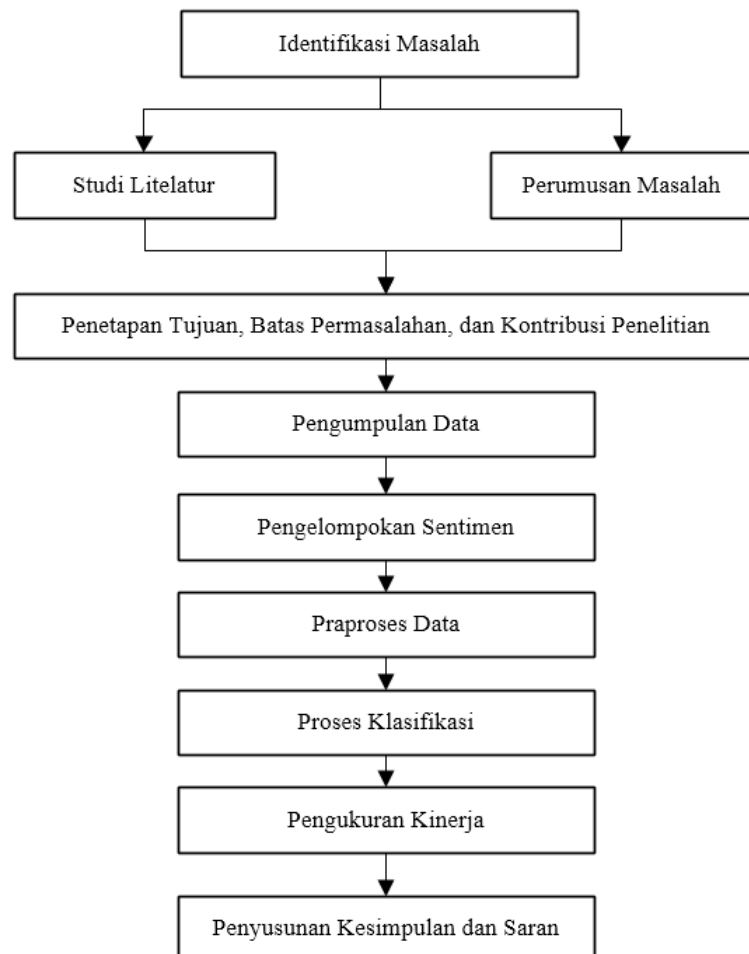 Identifikasi Masalah
Studi Litelatur
Perumusan Masalah
Penetapan Tujuan, Batas Permasalahan, dan Kontribusi Penelitian
Pengumpulan Data
Pengelompokan Sentimen
Praproses Data
Proses Klasifikasi
Pengukuran Kinerja
Penyusunan Kesimpulan dan Saran